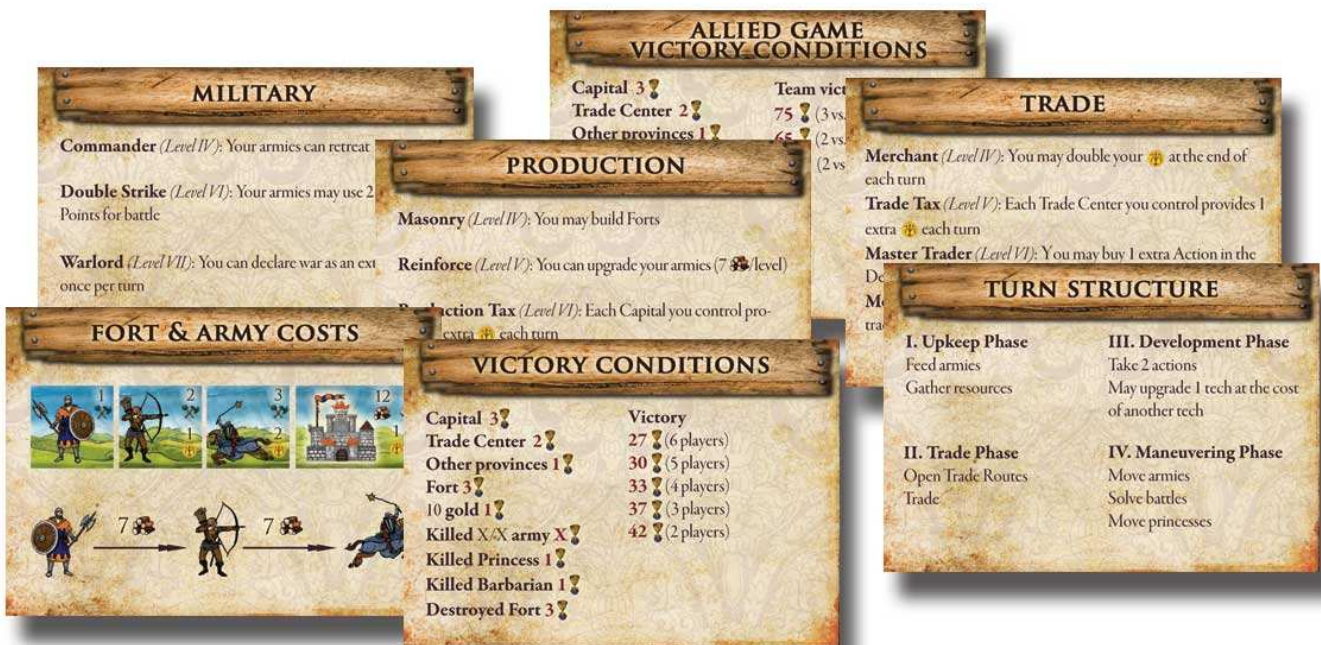 MILITARY
Commander (Level IV): Your armies can retreat
Double Strike (Level VI): Your armies may use 2
Points for battle
Warlord (Level VII): You can declare war as an
once per turn
ALLIED GAME
VICTORY CONDITIONS
Capital 3
Trade Center 2
Other provinces 1
Team
75 (3 vs.
65 (2 vs.
(2 vs
TRADE
Merchant (Level IV): You may double your at the end of
each turn
Trade Tax (Level V): Each Trade Center you control provides 1
extra each turn
Master Trader (Level VI): You may buy 1 extra Action in the
PRODUCTION
Masonry (Level IV): You may build Forts
Reinforce (Level V): You can upgrade your armies (7 /level)
Tax (Level VI): Each Capital you control pro-
extra each turn
FORT & ARMY COSTS
1
2
1
3
2
12
1
7
7
VICTORY CONDITIONS
Capital 3
Trade Center 2
Other provinces 1
Fort 3
10 gold 1
Killed X/X army X
Killed Princess 1
Killed Barbarian 1
Destroyed Fort 3
Victory
27 (6 players)
30 (5 players)
33 (4 players)
37 (3 players)
42 (2 players)
TURN STRUCTURE
I. Upkeep Phase
Feed armies
Gather resources
II. Trade Phase
Open Trade Routes
Trade
III. Development Phase
Take 2 actions
May upgrade 1 tech at the cost
of another tech
IV. Maneuvering Phase
Move armies
Solve battles
Move princesses